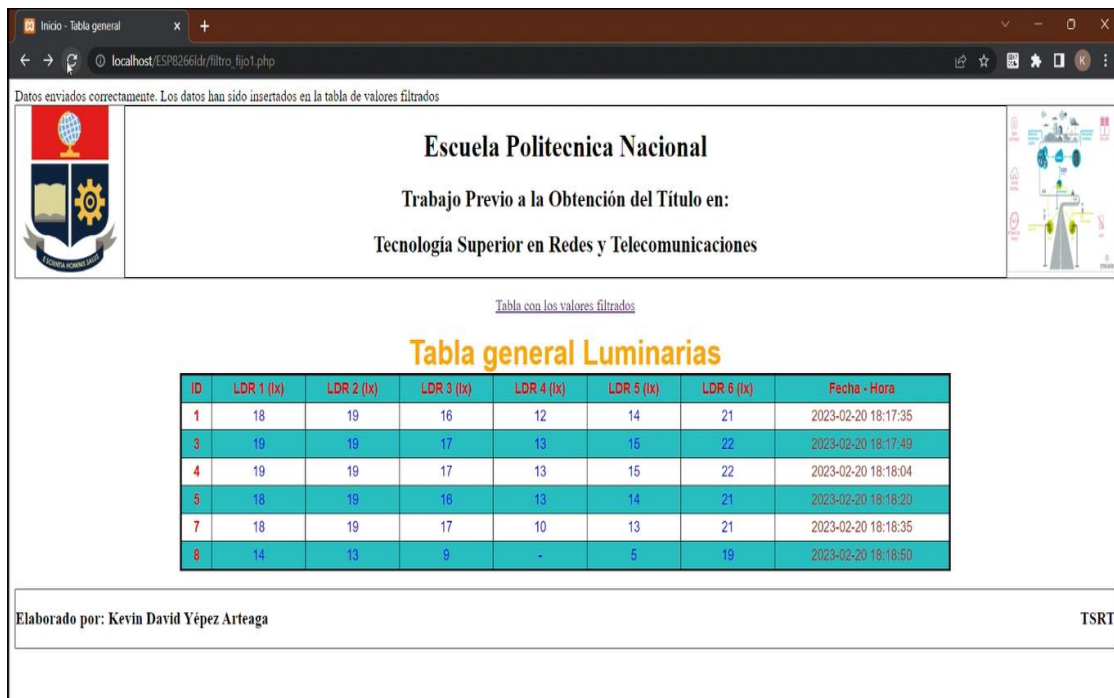 Inicio - Tabla general
localhost/ESP8266ldr/filtro_fijo1.php
K
Datos enviados correctamente. Los datos han sido insertados en la tabla de valores filtrados
Escuela Politecnica Nacional
Trabajo Previo a la Obtención del Título en:
Tecnología Superior en Redes y Telecomunicaciones
E SCIENTIA HOMINIS SALUS
Tabla con los valores filtrados
Tabla general Luminarias
ID LDR 1 (lx) LDR 2 (lx) LDR 3 (lx) LDR 4 (lx) LDR 5 (lx) LDR 6 (lx) Fecha - Hora
1 18 19 16 12 14 21 2023-02-20 18:17:35
3 19 19 17 13 15 22 2023-02-20 18:17:49
4 19 19 17 13 15 22 2023-02-20 18:18:04
5 18 19 16 13 14 21 2023-02-20 18:18:20
7 18 19 17 10 13 21 2023-02-20 18:18:35
8 14 13 9 - 5 19 2023-02-20 18:18:50
Elaborado por: Kevin David Yépez Arteaga TSRT